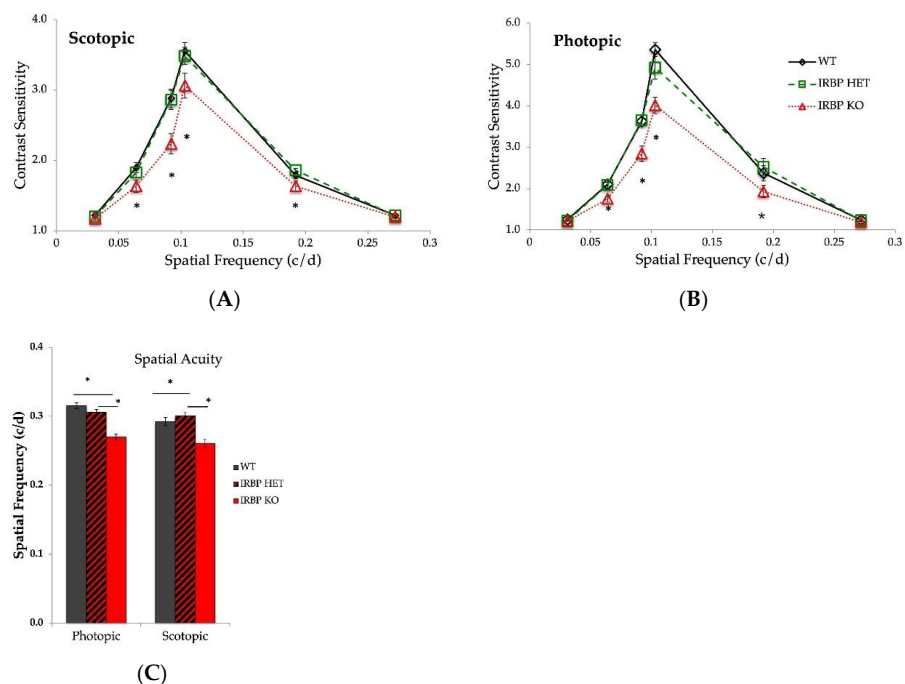 4.0
3.0
2.0
1.0
Contrast Sensitivity
Scotopic
*
*
*
*
0
0.05
0.1
0.15
0.2
0.25
0.3
Spatial Frequency (c/d)
(A)
6.0
5.0
4.0
3.0
2.0
1.0
Contrast Sensitivity
Photopic
WT
IRBP HET
IRBP KO
*
*
*
*
0
0.05
0.1
0.15
0.2
0.25
0.3
Spatial Frequency (c/d)
(B)
0.4
0.3
0.2
0.1
0.0
Spatial Frequency (c/d)
Spatial Acuity
*
*
*
*
WT
IRBP HET
IRBP KO
Photopic
Scotopic
(C)